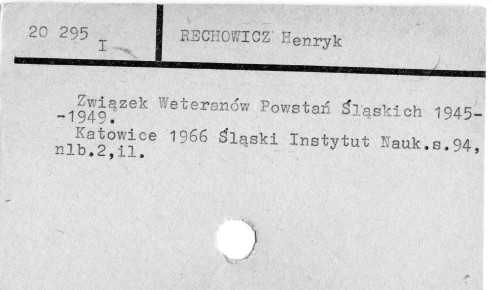 20 295 I
RECHOWICZ Henryk
Związek Weteranów Powstań Śląskich 1945-
-1949.
Katowice 1966 Śląski Instytut Nauk.s.94,
nlb.2,il.